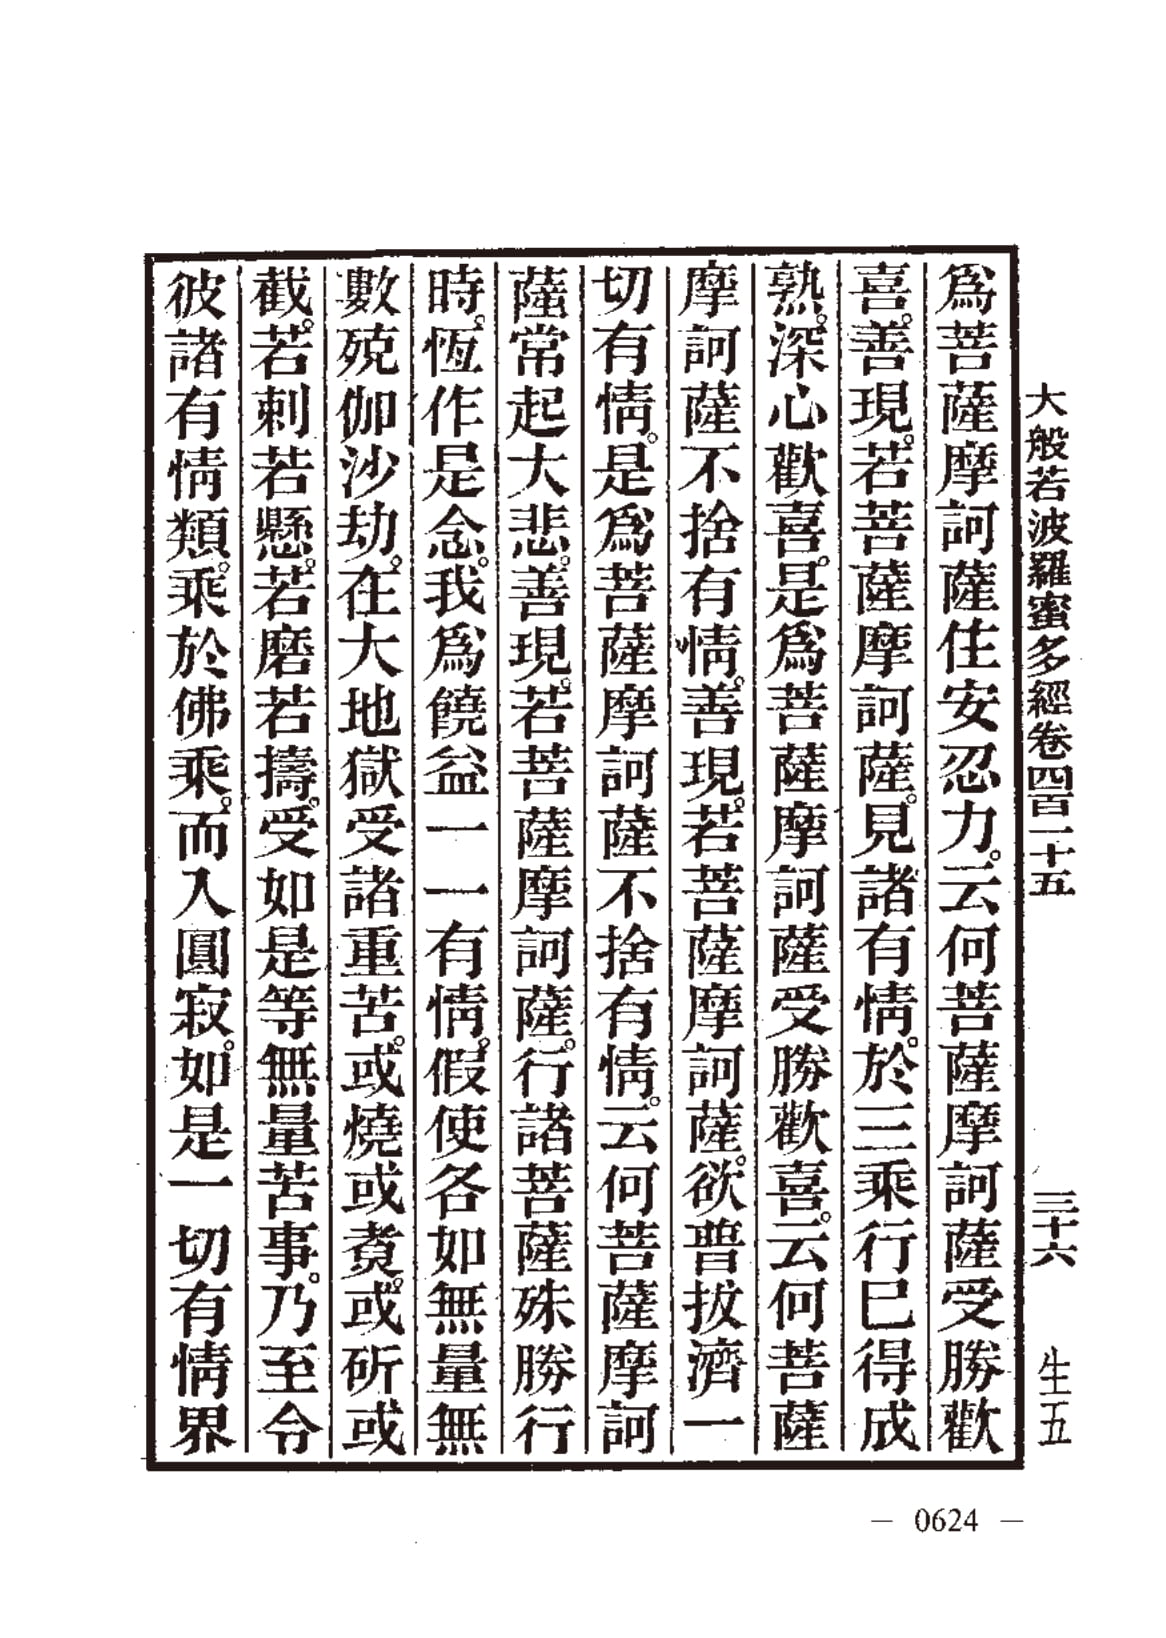 大般若波羅蜜多經卷四百一十五　三十六　生五
爲菩薩摩訶薩住安忍力。云何菩薩摩訶薩受勝歡
喜。善現。若菩薩摩訶薩。見諸有情。於三乘行巳得成
熟。深心歡喜。是爲菩薩摩訶薩受勝歡喜。云何菩薩
摩訶薩不捨有情。善現。若菩薩摩訶薩。欲普拔濟一
切有情。是爲菩薩摩訶薩不捨有情。云何菩薩摩訶
薩常起大悲。善現。若菩薩摩訶薩。行諸菩薩殊勝行
時。恆作是念。我爲饒益一一有情。假使各如無量無
數殑伽沙劫。在大地獄受諸重苦。或燒或煑。或斫或
截。若刺若懸。若磨若擣。受如是等無量苦事。乃至令
彼諸有情類。乘於佛乘。而入圓寂。如是一切有情界
— 0624 —